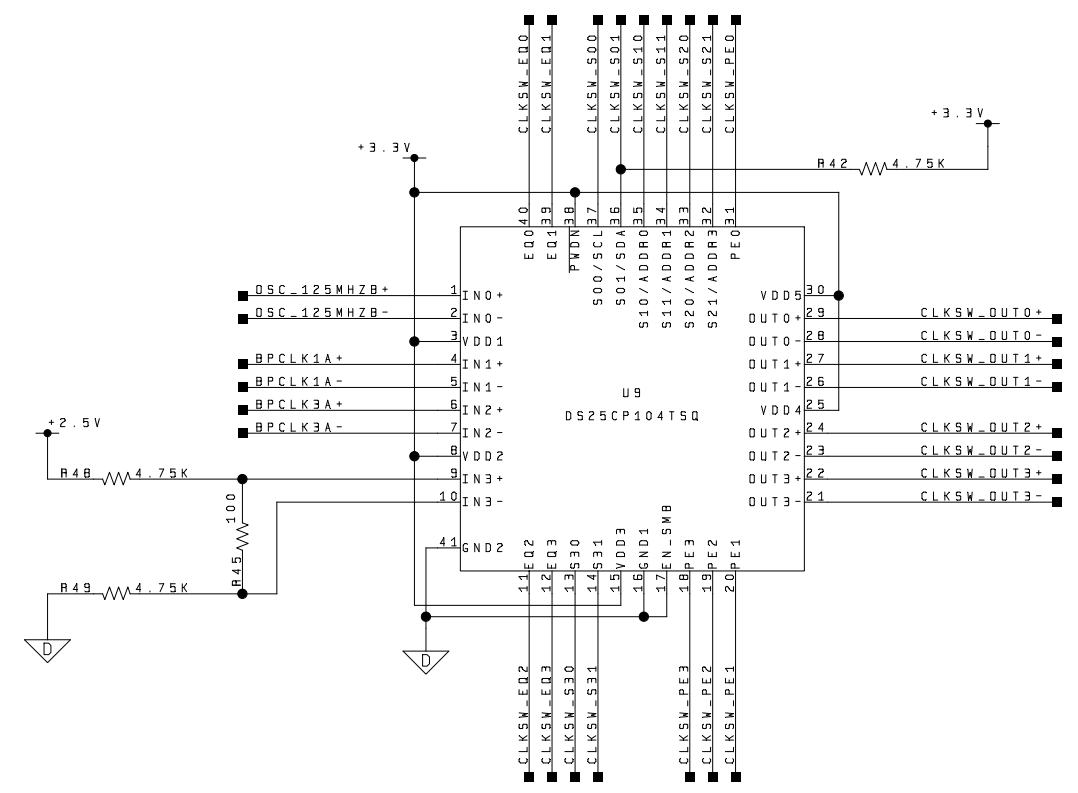 CLKSW_EQ0
CLKSW_EQ1
CLKSW_S00
CLKSW_S01
CLKSW_S10
CLKSW_S11
CLKSW_S20
CLKSW_S21
CLKSW_PE0
+3.3V
+3.3V
R42 4.75K
40
39
38
37
36
35
34
33
32
31
EQ0
EQ1
PWDN
S00/SCL
S01/SDA
S10/ADDR0
S11/ADDR1
S20/ADDR2
S21/ADDR3
PE0
OSC_125MHZB+ 1 IN0+
OSC_125MHZB- 2 IN0-
3 VDD1
BPCLK1A+ 4 IN1+
BPCLK1A- 5 IN1-
BPCLK3A+ 6 IN2+
BPCLK3A- 7 IN2-
8 VDD2
9 IN3+
10 IN3-
41 GND2
U9
DS25CP104TSQ
VDD5 30
OUT0+ 29 CLKSW_OUT0+
OUT0- 28 CLKSW_OUT0-
OUT1+ 27 CLKSW_OUT1+
OUT1- 26 CLKSW_OUT1-
VDD4 25
OUT2+ 24 CLKSW_OUT2+
OUT2- 23 CLKSW_OUT2-
OUT3+ 22 CLKSW_OUT3+
OUT3- 21 CLKSW_OUT3-
+2.5V
R48 4.75K
100
R45
R49 4.75K
D
D
EQ2
EQ3
S30
S31
VDD3
GND1
EN_SMB
PE3
PE2
PE1
11
12
13
14
15
16
17
18
19
20
CLKSW_EQ2
CLKSW_EQ3
CLKSW_S30
CLKSW_S31
CLKSW_PE3
CLKSW_PE2
CLKSW_PE1